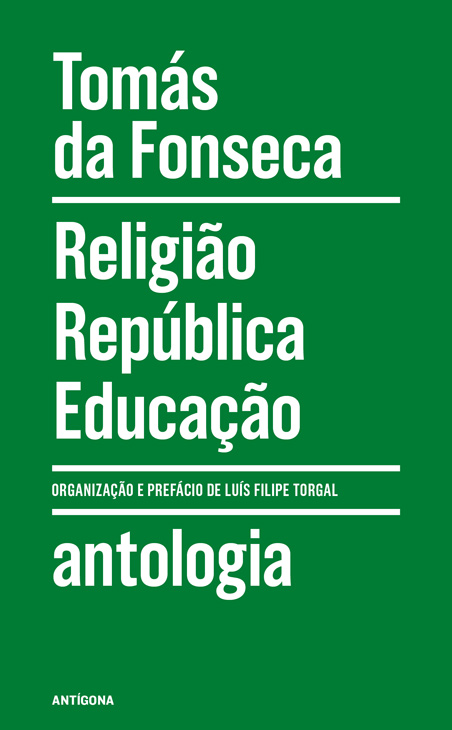 Tomás
da Fonseca
Religião
República
Educação
ORGANIZAÇÃO E PREFÁCIO DE LUÍS FILIPE TORGAL
antologia
ANTÍGONA